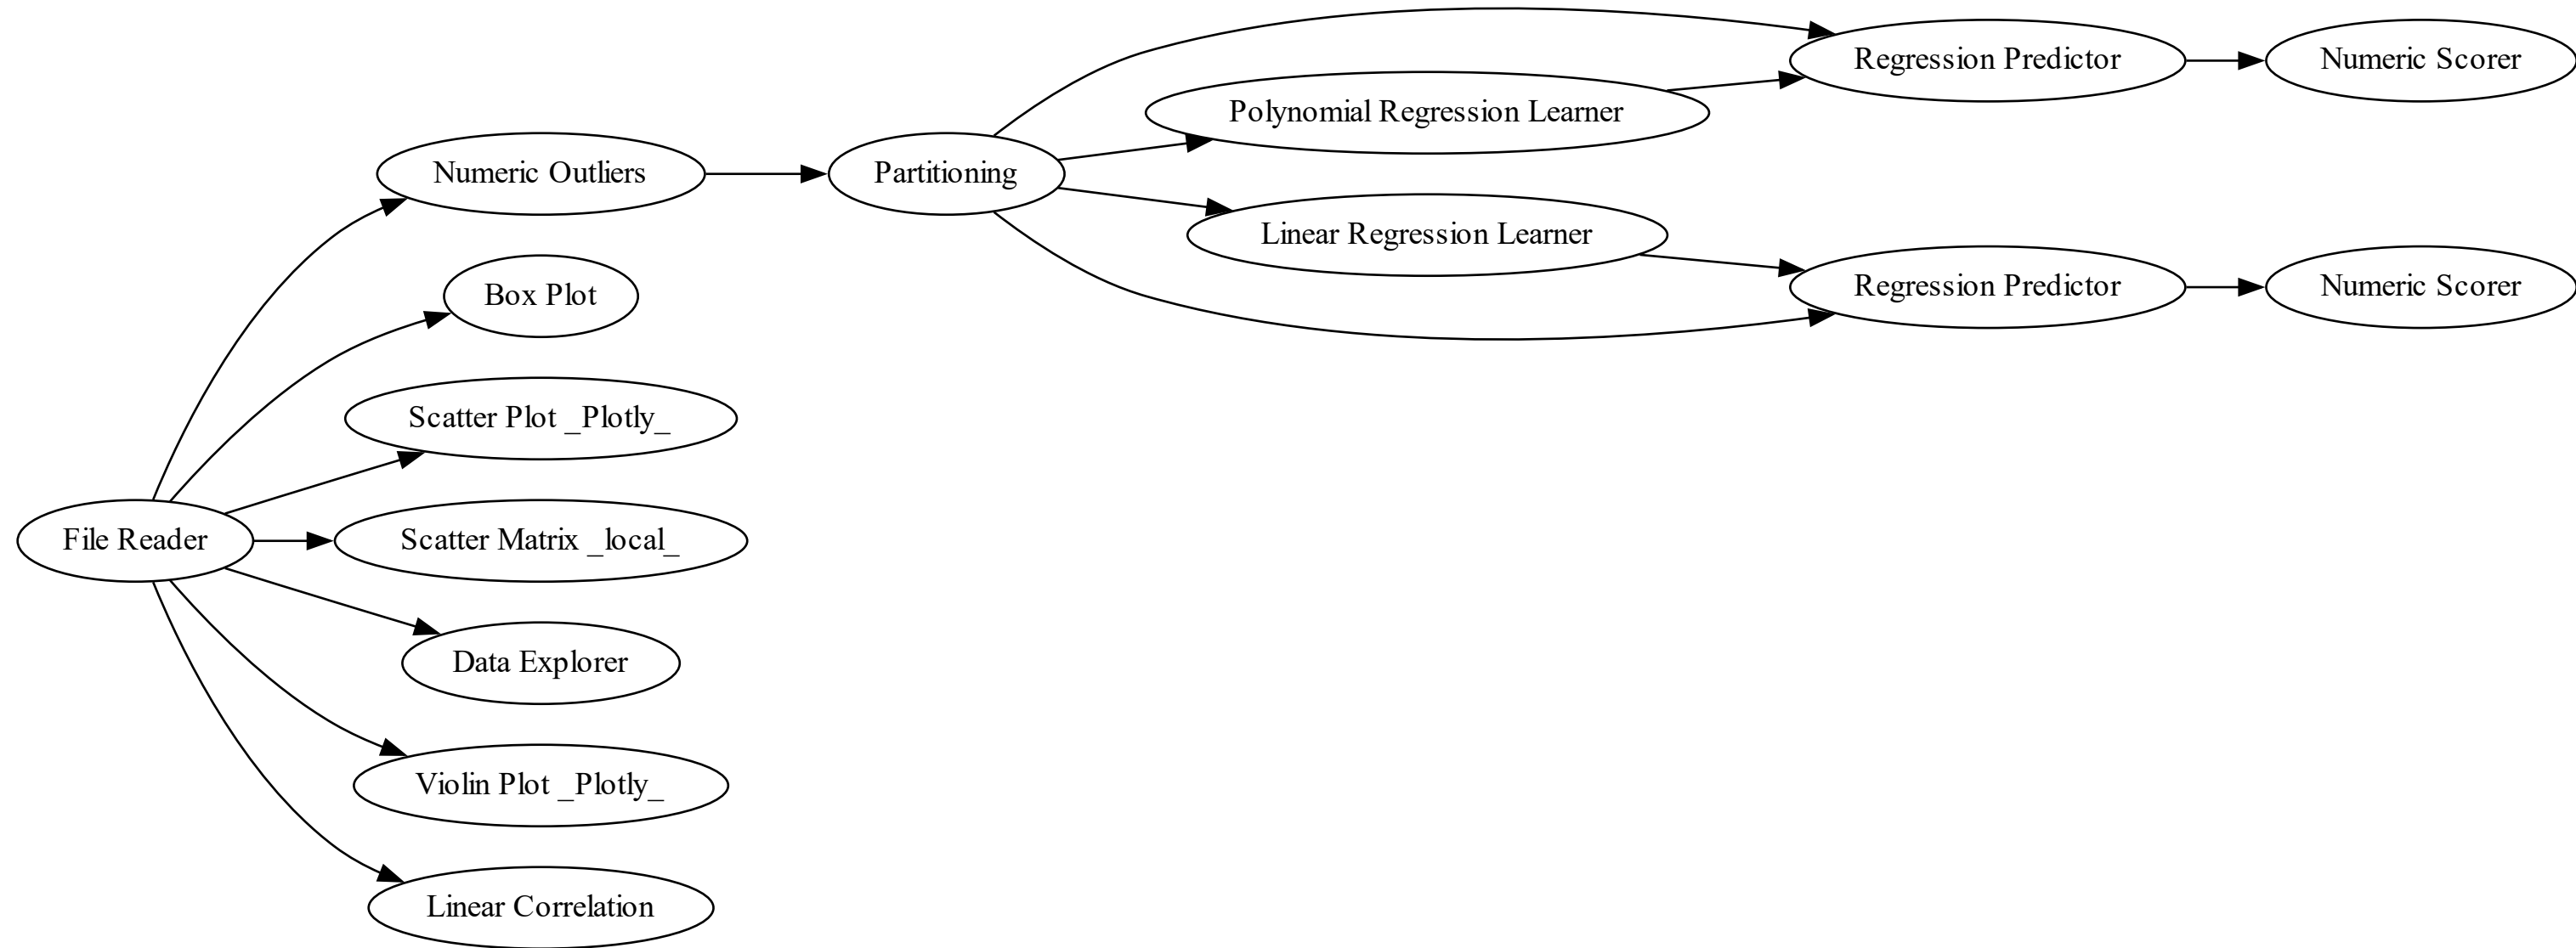 Regression Predictor
Numeric Scorer
Polynomial Regression Learner
Numeric Outliers
Partitioning
Linear Regression Learner
Regression Predictor
Numeric Scorer
Box Plot
Scatter Plot _Plotly_
File Reader
Scatter Matrix _local_
Data Explorer
Violin Plot _Plotly_
Linear Correlation